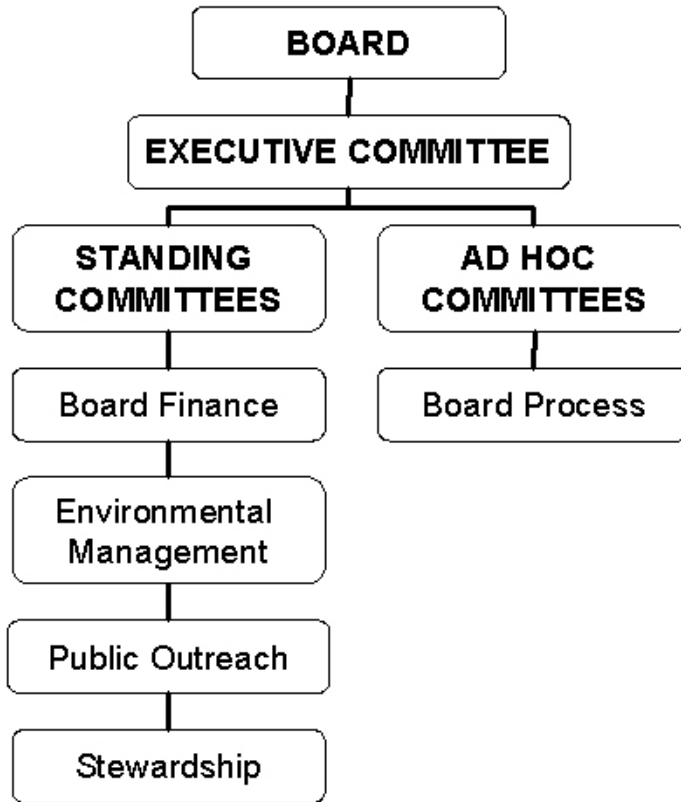 BOARD
EXECUTIVE COMMITTEE
STANDING
COMMITTEES
AD HOC
COMMITTEES
Board Finance
Board Process
Environmental
Management
Public Outreach
Stewardship